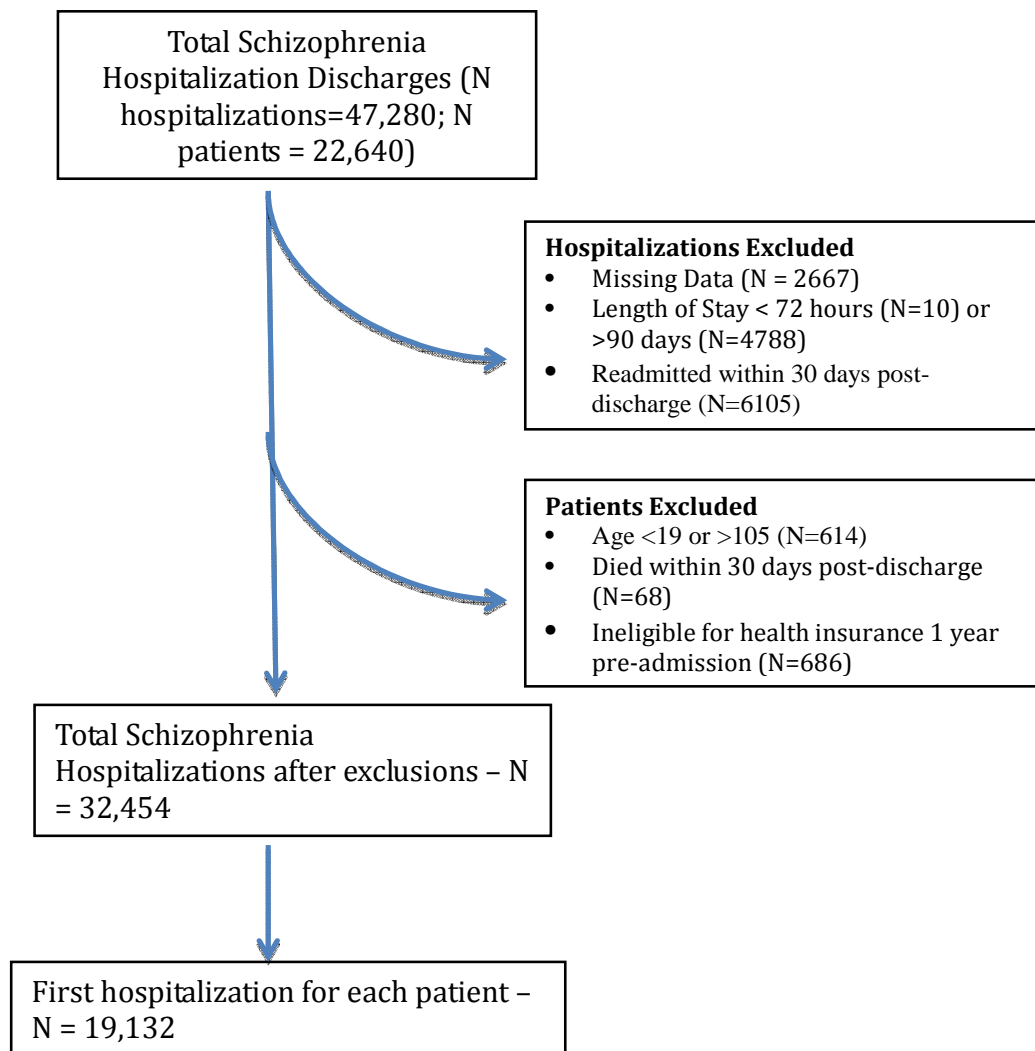 Total Schizophrenia
Hospitalization Discharges (N
hospitalizations=47,280; N
patients = 22,640)
Hospitalizations Excluded
• Missing Data (N = 2667)
• Length of Stay < 72 hours (N=10) or
>90 days (N=4788)
• Readmitted within 30 days post-
discharge (N=6105)
Patients Excluded
• Age <19 or >105 (N=614)
• Died within 30 days post-discharge
(N=68)
• Ineligible for health insurance 1 year
pre-admission (N=686)
Total Schizophrenia
Hospitalizations after exclusions – N
= 32,454
First hospitalization for each patient –
N = 19,132